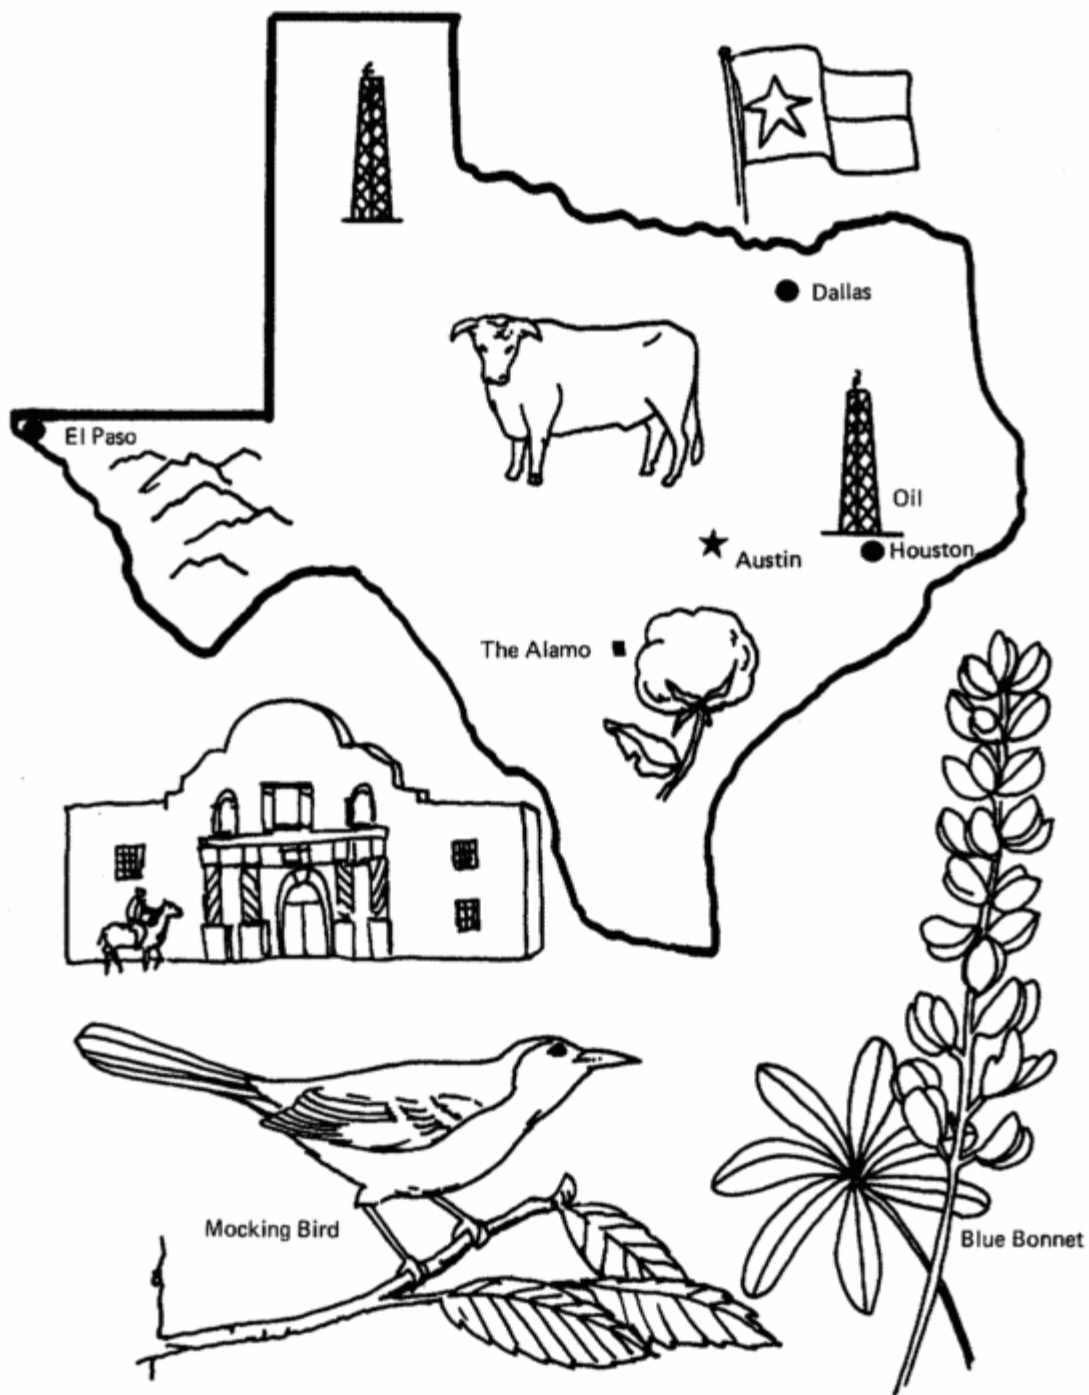 Dallas
El Paso
Oil
Houston
Austin
The Alamo
Mocking Bird
Blue Bonnet